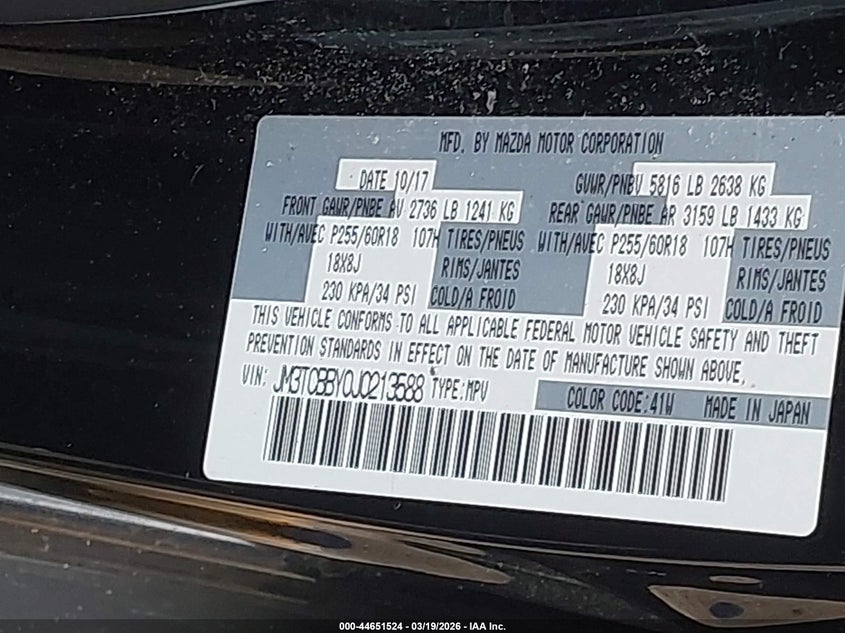 MFD. BY MAZDA MOTOR CORPORATION
DATE 10/17 GVWR/PNBV 5816 LB 2638 KG
FRONT GAWR/PNBE AV 2736 LB 1241 KG REAR GAWR/PNBE AR 3159 LB 1433 KG
WITH/AVEC P255/60R18 107H TIRES/PNEUS WITH/AVEC P255/60R18 107H TIRES/PNEUS
18X8J RIMS/JANTES 18X8J RIMS/JANTES
230 KPA/34 PSI COLD/A FROID 230 KPA/34 PSI COLD/A FROID
THIS VEHICLE CONFORMS TO ALL APPLICABLE FEDERAL MOTOR VEHICLE SAFETY AND THEFT
PREVENTION STANDARDS IN EFFECT ON THE DATE OF MANUFACTURE SHOWN ABOVE.
VIN: JM3TCBBY0J0213588 TYPE:MPV COLOR CODE:41W MADE IN JAPAN
000-44651524 - 03/19/2026 - IAA Inc.